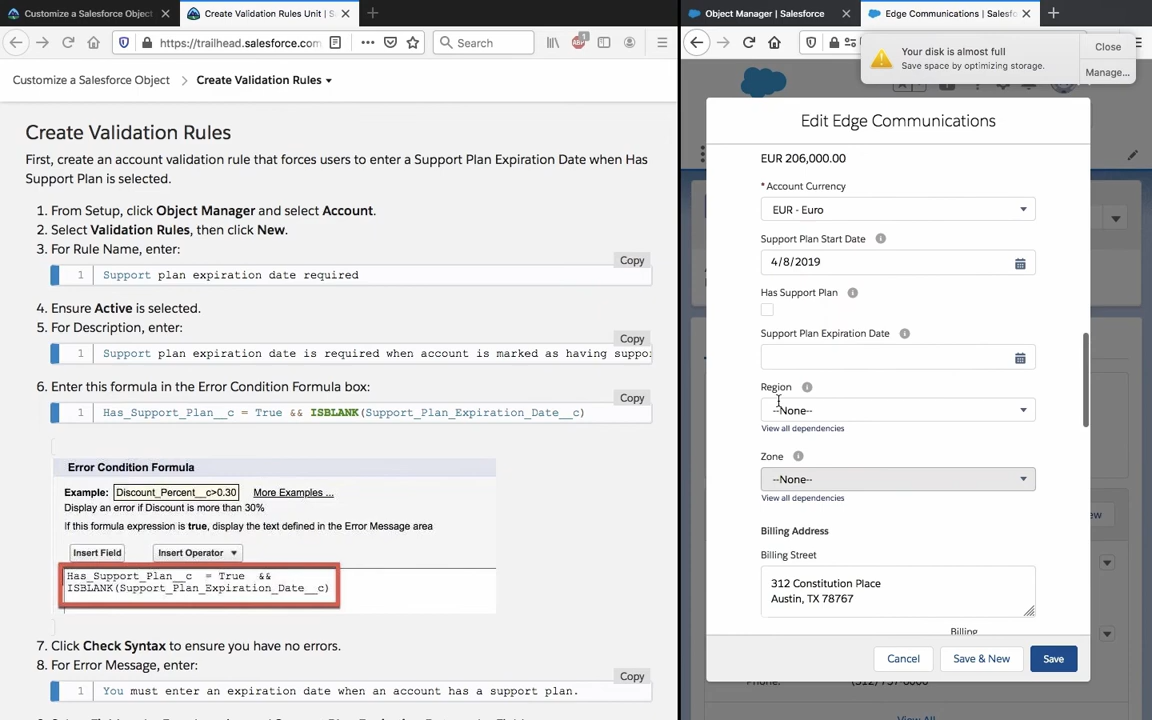 Customize a Salesforce Object
Create Validation Rules Unit | S
https://trailhead.salesforce.com
Search
1
Customize a Salesforce Object
Create Validation Rules
Create Validation Rules
First, create an account validation rule that forces users to enter a Support Plan Expiration Date when Has
Support Plan is selected.
1. From Setup, click Object Manager and select Account.
2. Select Validation Rules, then click New.
3. For Rule Name, enter:
Copy
1 Support plan expiration date required
4. Ensure Active is selected.
5. For Description, enter:
Copy
1 Support plan expiration date is required when account is marked as having suppo
6. Enter this formula in the Error Condition Formula box:
Copy
1 Has_Support_Plan__c = True && ISBLANK(Support_Plan_Expiration_Date__c)
Error Condition Formula
Example: Discount_Percent__c>0.30 More Examples ...
Display an error if Discount is more than 30%
If this formula expression is true, display the text defined in the Error Message area
Insert Field Insert Operator
Has_Support_Plan__c = True &&
ISBLANK(Support_Plan_Expiration_Date__c)
7. Click Check Syntax to ensure you have no errors.
8. For Error Message, enter:
Copy
1 You must enter an expiration date when an account has a support plan.
Object Manager | Salesforce
Edge Communications | Salesf
Your disk is almost full
Save space by optimizing storage.
Close
Manage...
Edit Edge Communications
EUR 206,000.00
* Account Currency
EUR - Euro
Support Plan Start Date
4/8/2019
Has Support Plan
Support Plan Expiration Date
Region
--None--
View all dependencies
Zone
--None--
View all dependencies
Billing Address
Billing Street
312 Constitution Place
Austin, TX 78767
Billing
Cancel
Save & New
Save